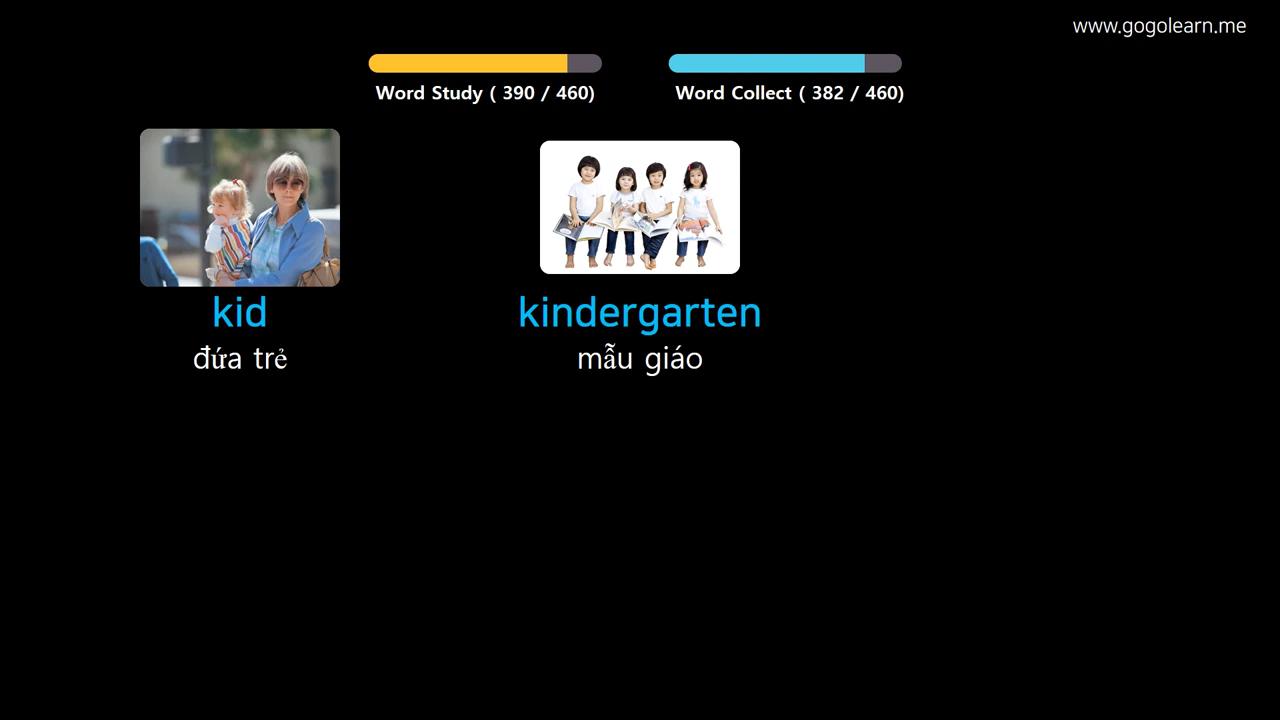 www.gogolearn.me
Word Study ( 390 / 460)
Word Collect ( 382 / 460)
kid
đứa trẻ
kindergarten
mẫu giáo